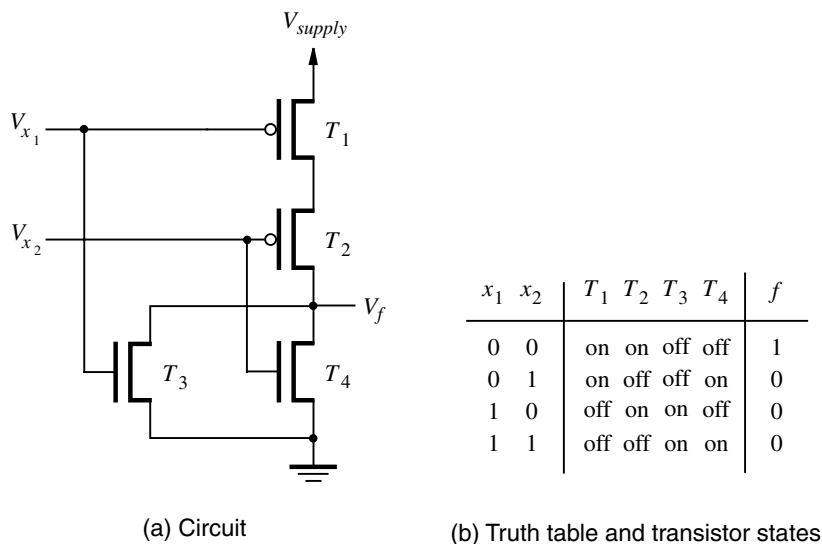 V_supply
V_x_1
T_1
V_x_2
T_2
V_f
T_3
T_4
(a) Circuit
x_1 x_2 T_1 T_2 T_3 T_4 f
0 0 on on off off 1
0 1 on off off on 0
1 0 off on on off 0
1 1 off off on on 0
(b) Truth table and transistor states